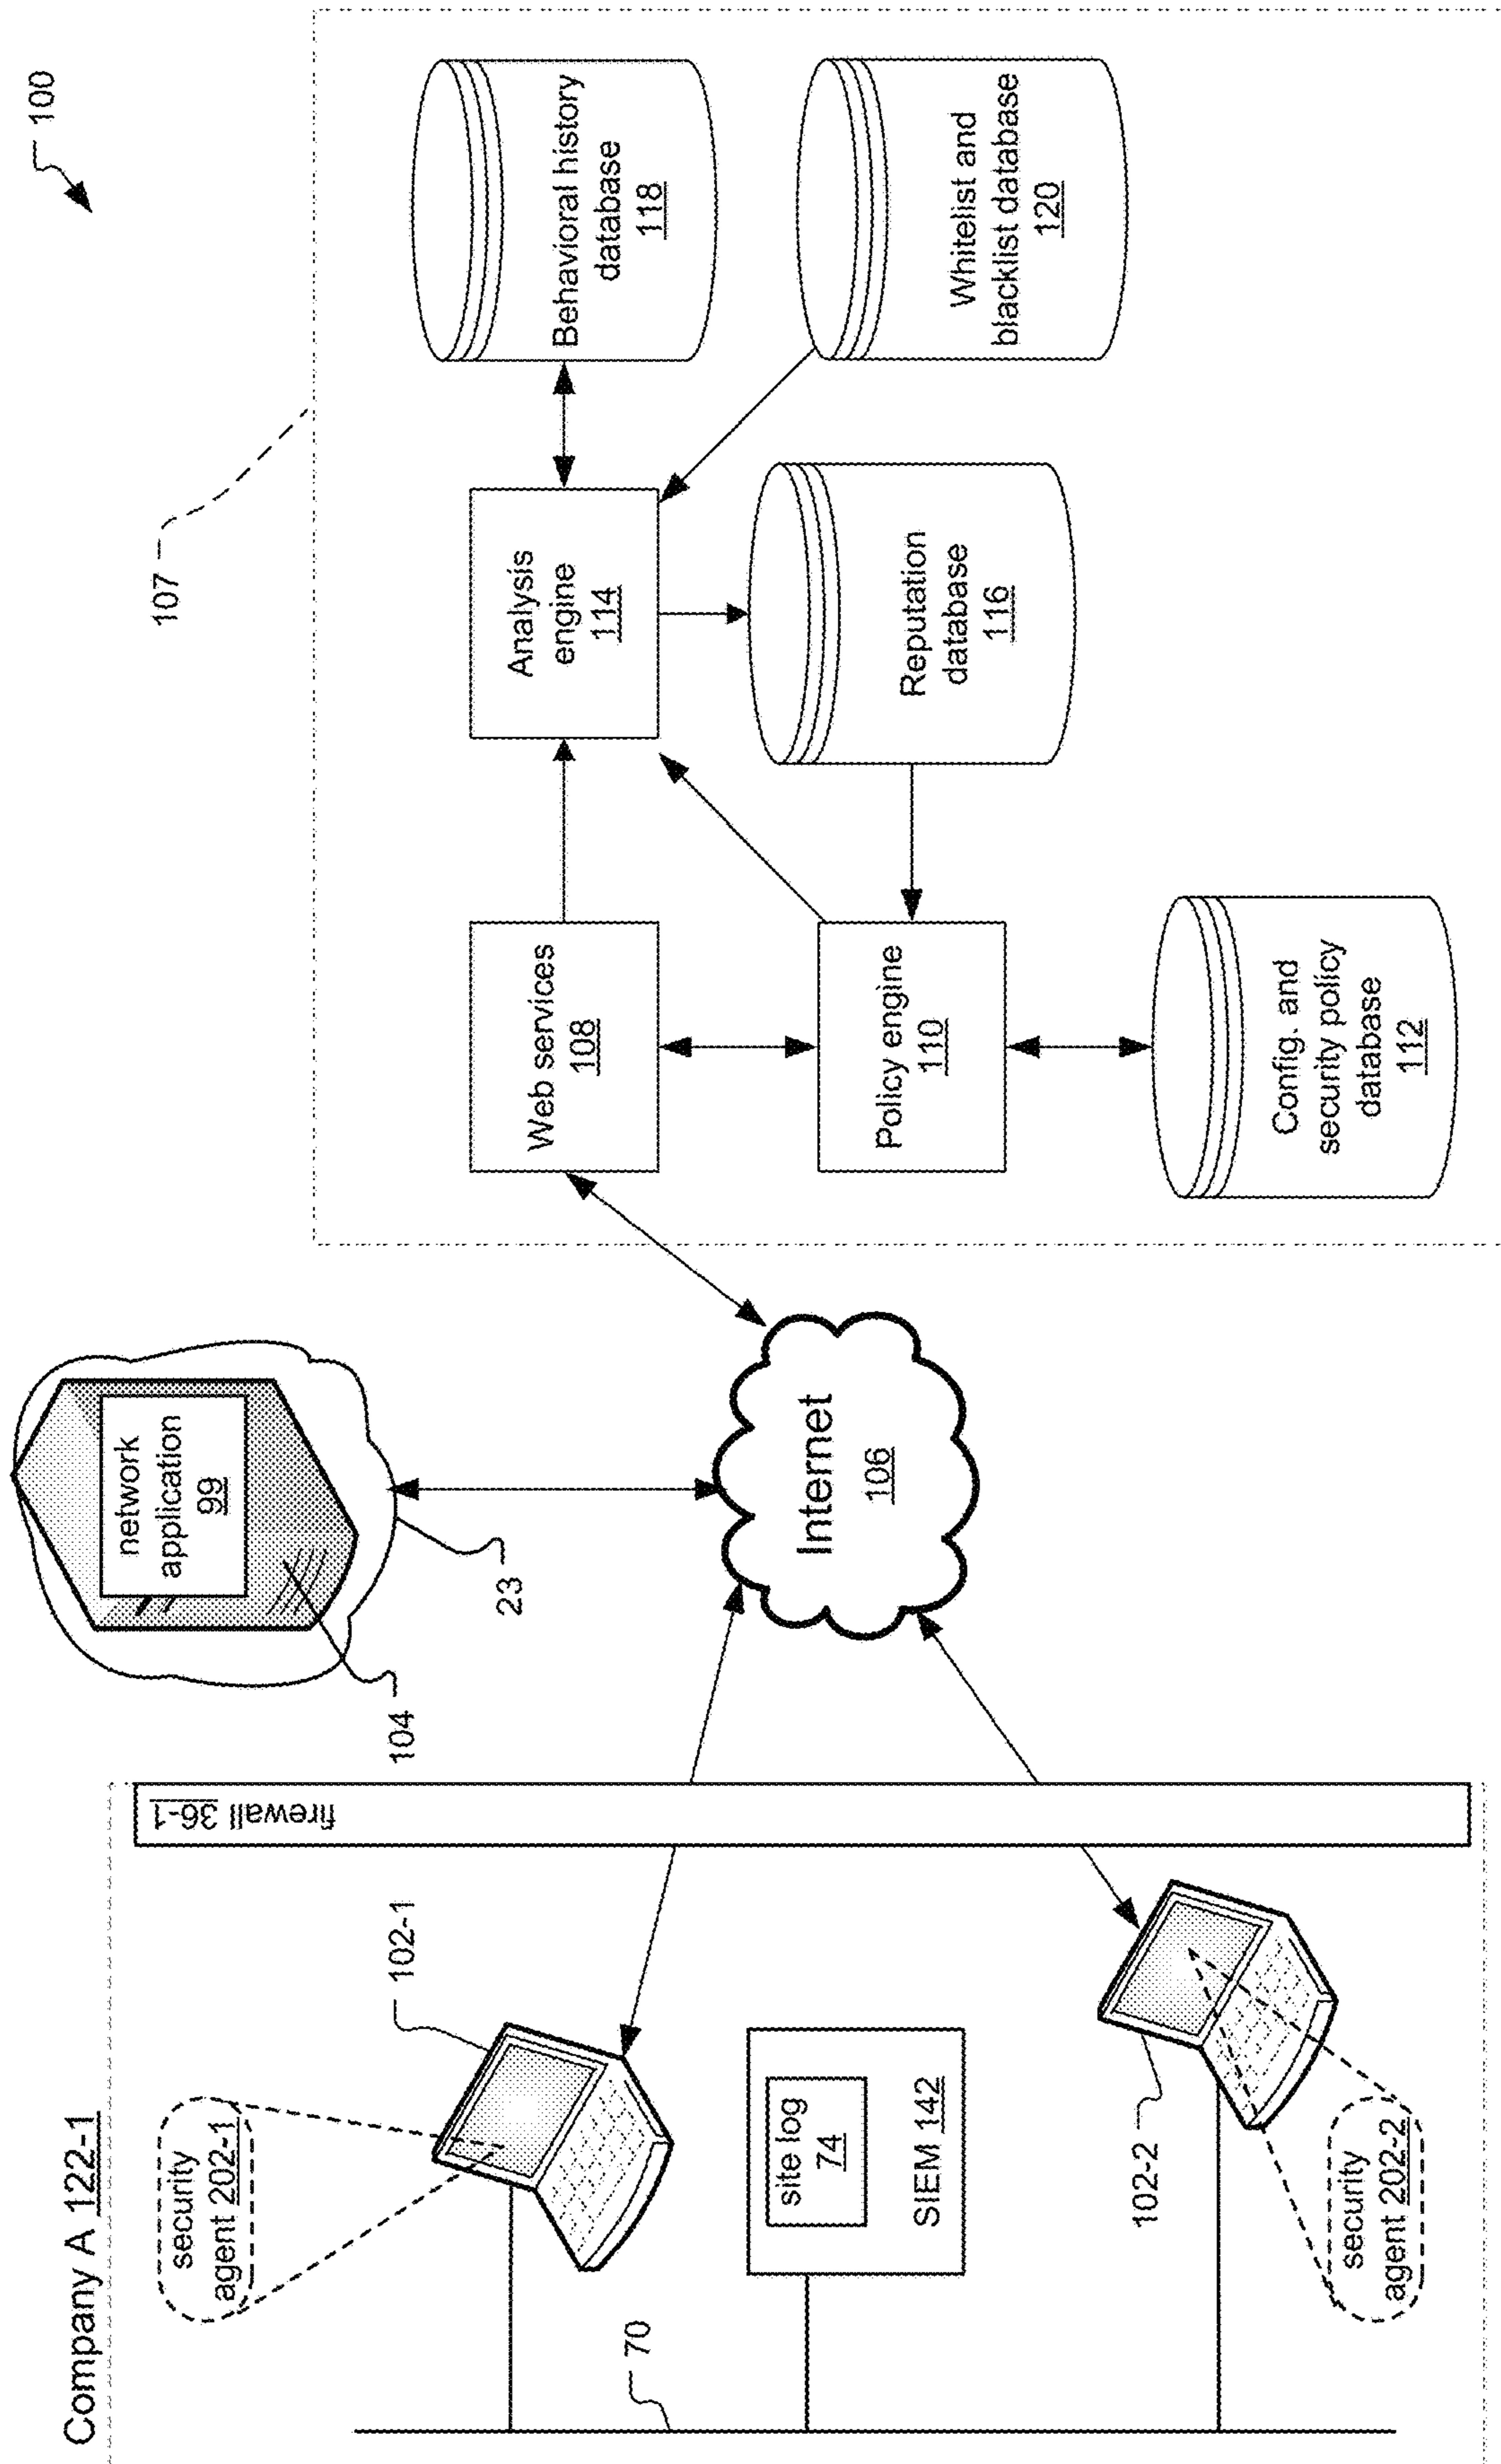 100
107
Behavioral history
database
118
Whitelist and
blacklist database
120
Analysis
engine
114
Reputation
database
116
Web services
108
Policy engine
110
Config. and
security policy
database
112
network
application
99
23
104
Internet
106
Company A 122-1
firewall 36-1
security
agent 202-1
102-1
site log
74
SIEM 142
102-2
security
agent 202-2
70